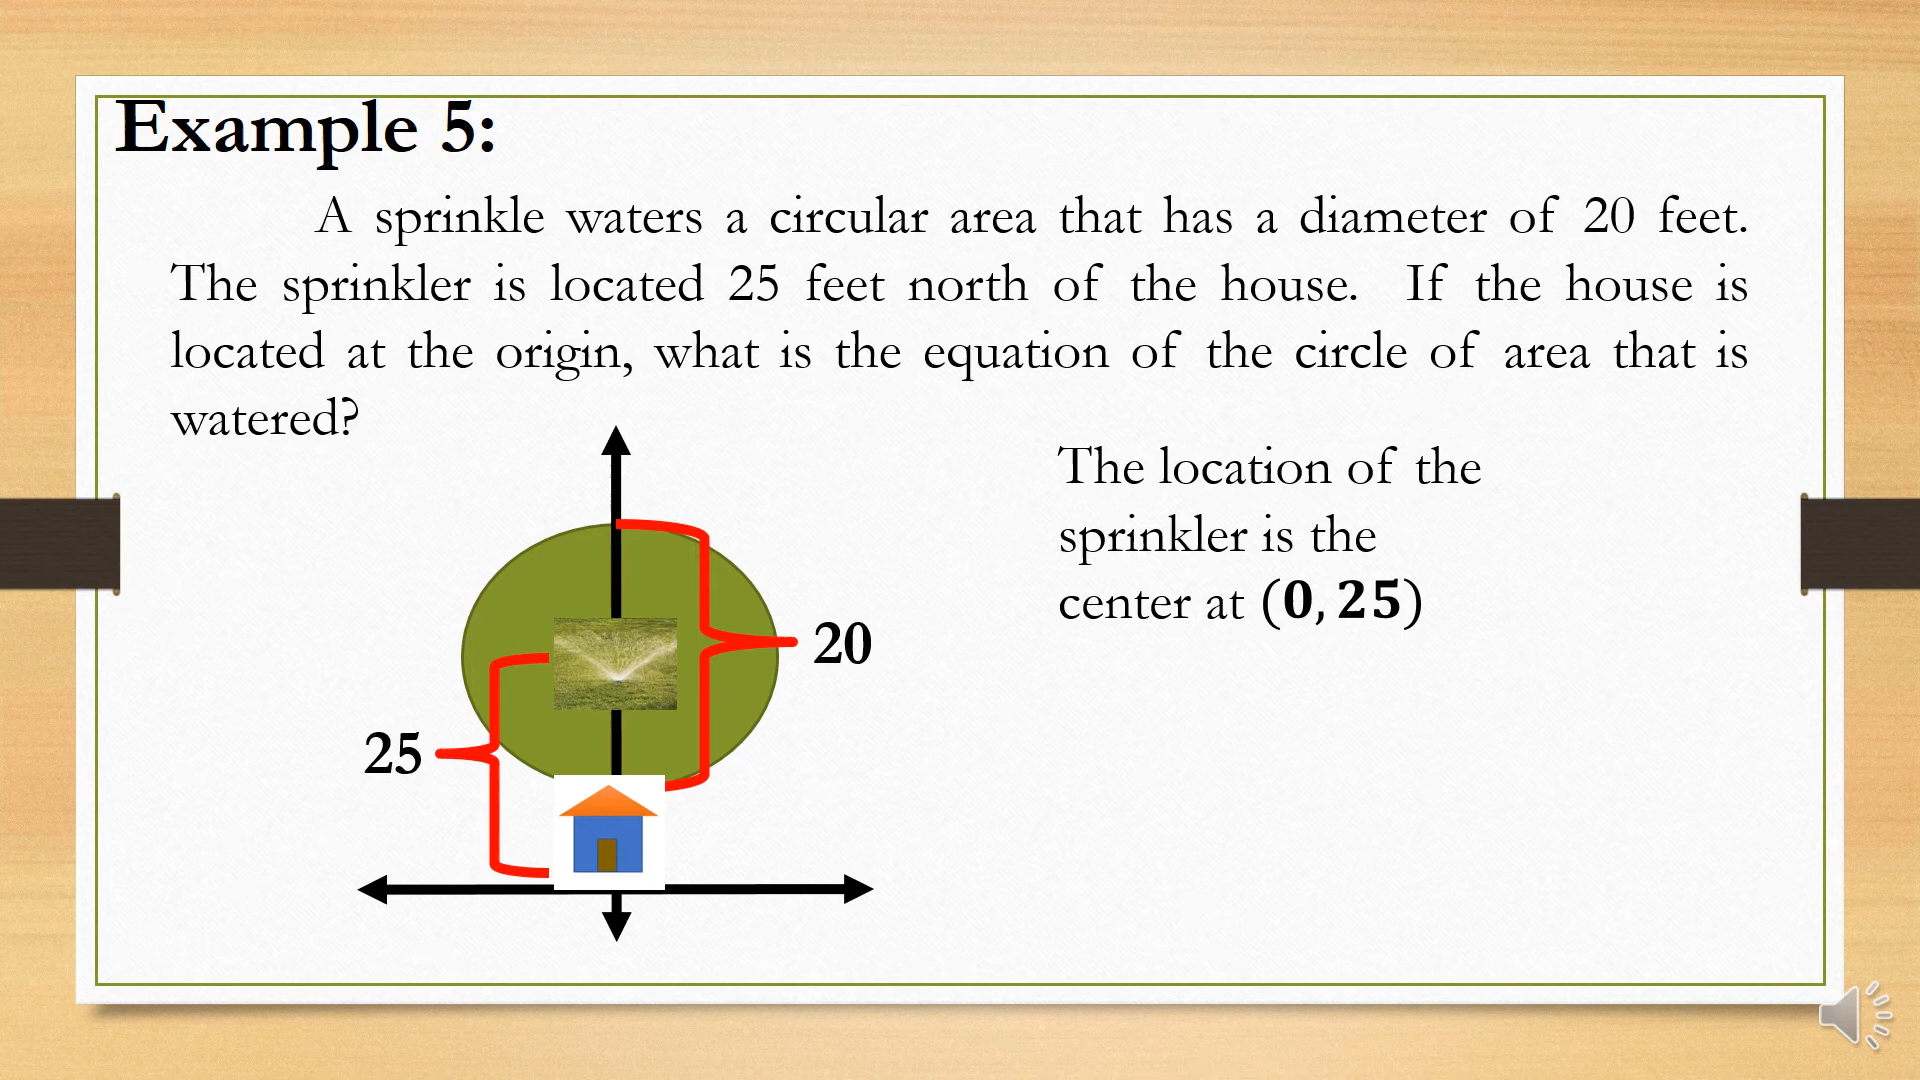 Example 5:
A sprinkle waters a circular area that has a diameter of 20 feet.
The sprinkler is located 25 feet north of the house. If the house is
located at the origin, what is the equation of the circle of area that is
watered?
The location of the
sprinkler is the
center at (0, 25)
20
25